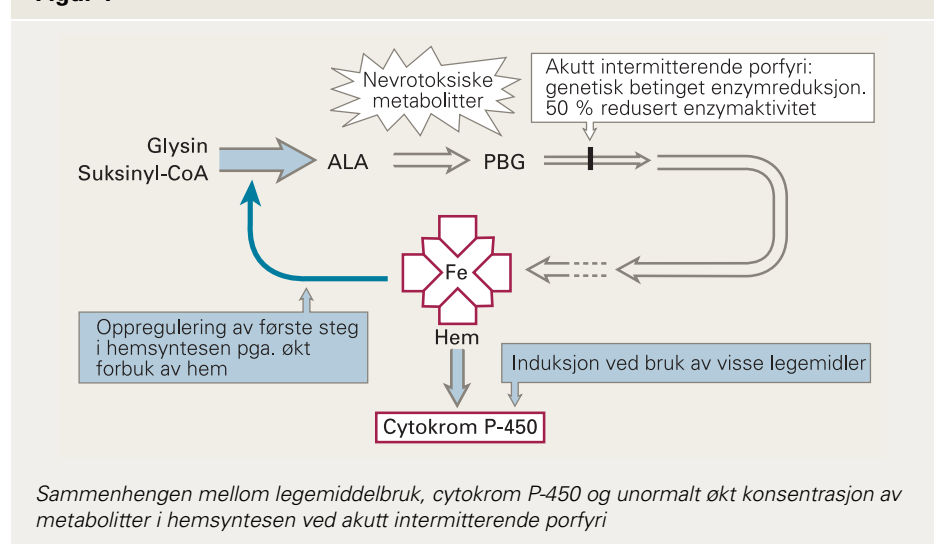 Nevrotoksiske
metabolitter
Akutt intermitterende porfyri:
genetisk betinget enzymreduksjon.
50 % redusert enzymaktivitet
Glysin
Suksinyl-CoA
ALA
PBG
Fe
Hem
Oppregulering av første steg
i hemsyntesen pga. økt
forbuk av hem
Induksjon ved bruk av visse legemidler
Cytokrom P-450
Sammenhengen mellom legemiddelbruk, cytokrom P-450 og unormalt økt konsentrasjon av
metabolitter i hemsyntesen ved akutt intermitterende porfyri